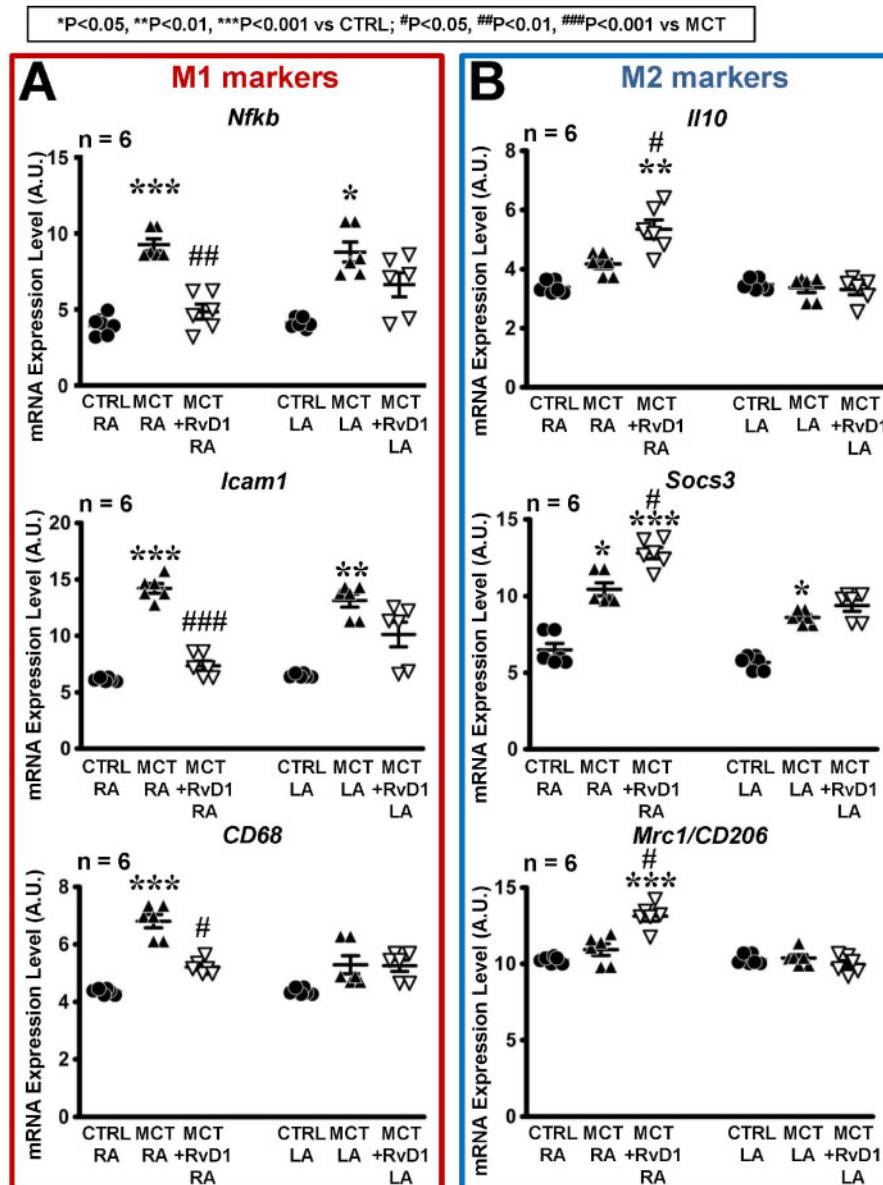 *P<0.05, **P<0.01, ***P<0.001 vs CTRL; #P<0.05, ##P<0.01, ###P<0.001 vs MCT
A
M1 markers
Nfkb
n = 6
mRNA Expression Level (A.U.)
15
10
5
0
***
##
*
CTRL MCT MCT CTRL MCT MCT
RA RA +RvD1 LA LA +RvD1
RA LA
Icam1
n = 6
mRNA Expression Level (A.U.)
20
15
10
5
0
***
###
**
CTRL MCT MCT CTRL MCT MCT
RA RA +RvD1 LA LA +RvD1
RA LA
CD68
n = 6
mRNA Expression Level (A.U.)
8
6
4
2
0
***
#
CTRL MCT MCT CTRL MCT MCT
RA RA +RvD1 LA LA +RvD1
RA LA
B
M2 markers
Il10
n = 6
mRNA Expression Level (A.U.)
8
6
4
2
0
#
**
CTRL MCT MCT CTRL MCT MCT
RA RA +RvD1 LA LA +RvD1
RA LA
Socs3
n = 6
mRNA Expression Level (A.U.)
15
10
5
0
*
#
***
*
CTRL MCT MCT CTRL MCT MCT
RA RA +RvD1 LA LA +RvD1
RA LA
Mrc1/CD206
n = 6
mRNA Expression Level (A.U.)
15
10
5
0
#
***
CTRL MCT MCT CTRL MCT MCT
RA RA +RvD1 LA LA +RvD1
RA LA